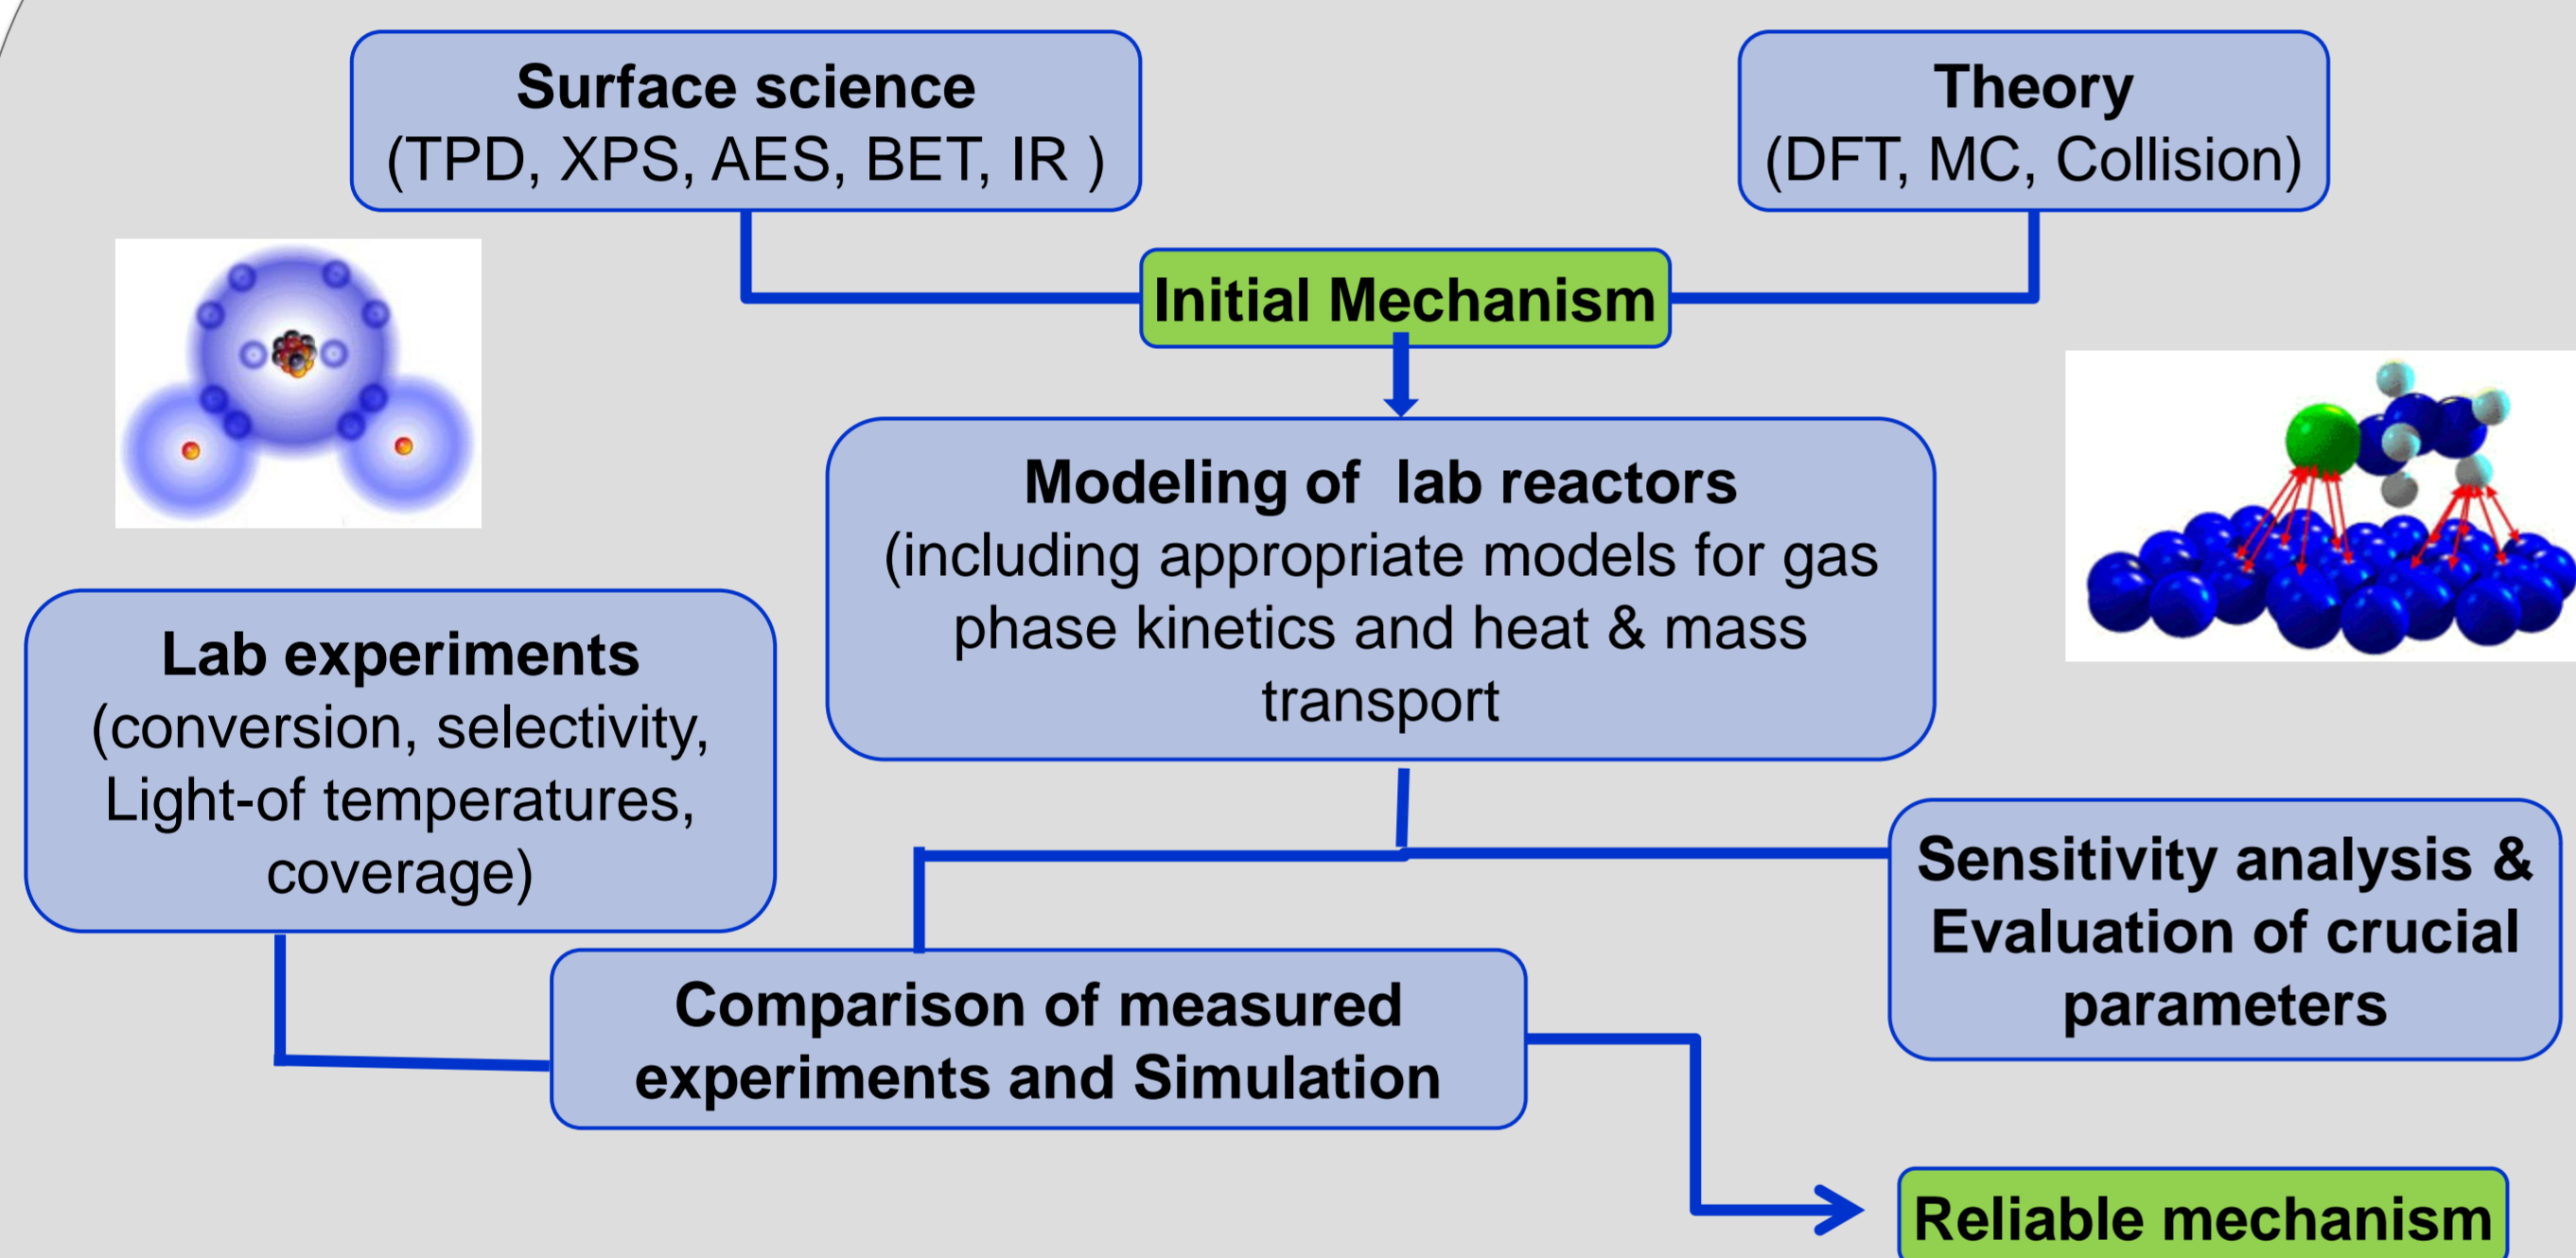 Surface science
(TPD, XPS, AES, BET, IR )
Theory
(DFT, MC, Collision)
Initial Mechanism
Modeling of  lab reactors
(including appropriate models for gas
phase kinetics and heat & mass
transport
Lab experiments
(conversion, selectivity,
Light-of temperatures,
coverage)
Sensitivity analysis &
Evaluation of crucial
parameters
Comparison of measured
experiments and Simulation
Reliable mechanism